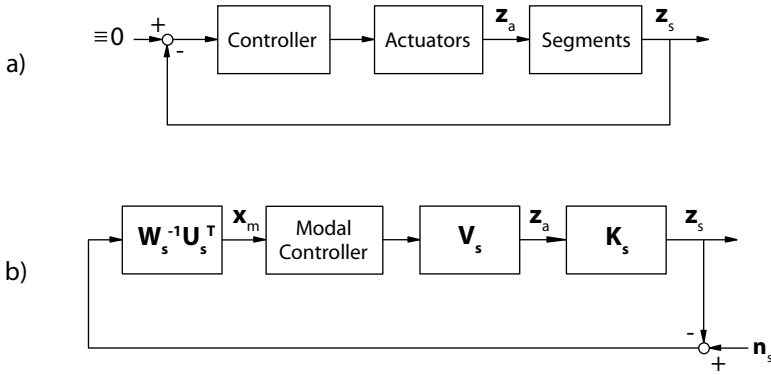 a)
≡0
+
-
Controller
Actuators
z_a
Segments
z_s
b)
W_s^-1 U_s^T
x_m
Modal
Controller
V_s
z_a
K_s
z_s
-
+
n_s